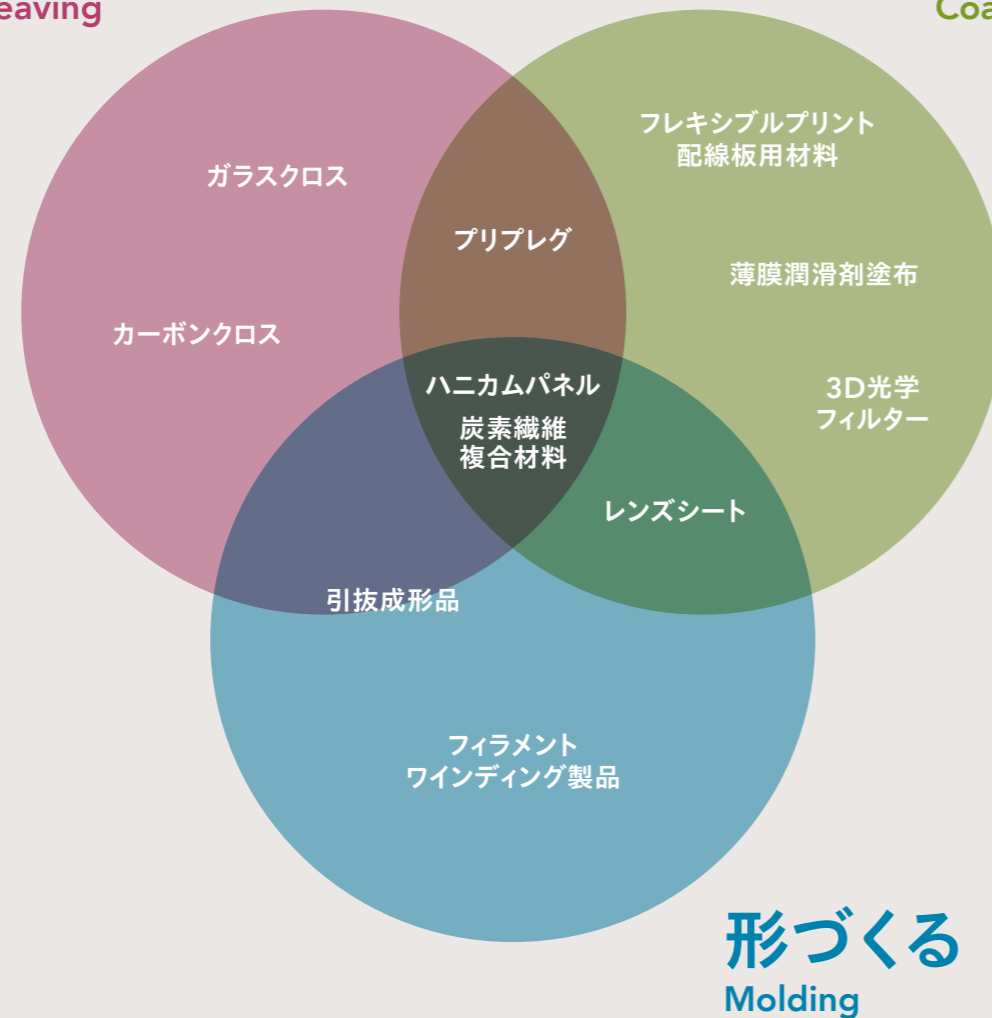 eaving
Coa
フレキシブルプリント
配線板用材料
ガラスクロス
プリプレグ
薄膜潤滑剤塗布
カーボンクロス
ハニカムパネル
炭素繊維
複合材料
3D光学
フィルター
レンズシート
引抜成形品
フィラメント
ワインディング製品
形づくる
Molding